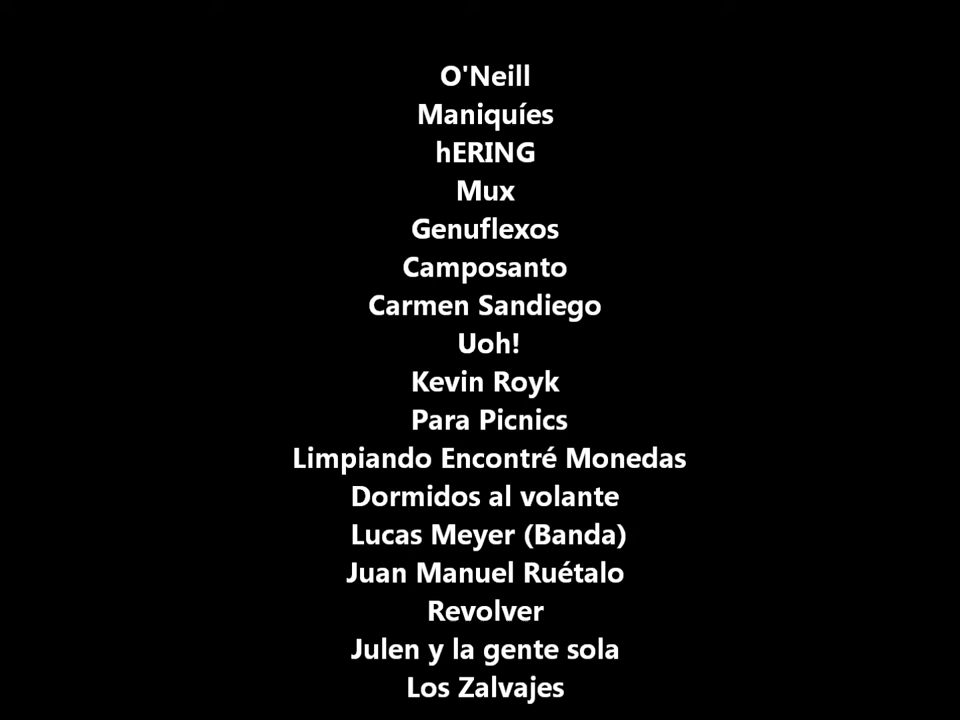 O'Neill
Maniquíes
hERING
Mux
Genuflexos
Camposanto
Carmen Sandiego
Uoh!
Kevin Royk
Para Picnics
Limpiando Encontré Monedas
Dormidos al volante
Lucas Meyer (Banda)
Juan Manuel Ruétalo
Revolver
Julen y la gente sola
Los Zalvajes